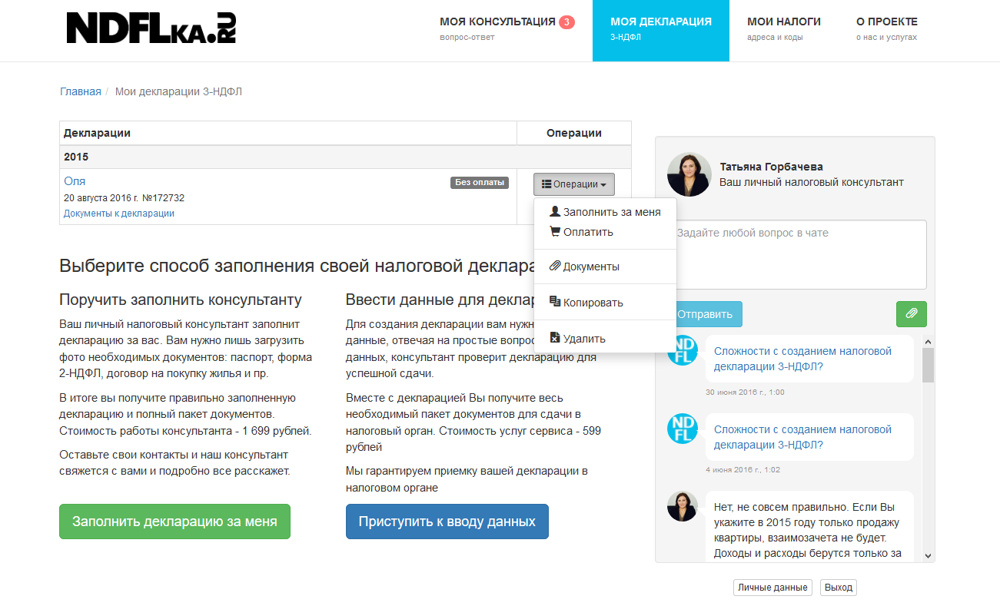 NDFLKA.RU
МОЯ КОНСУЛЬТАЦИЯ 3
вопрос-ответ
МОЯ ДЕКЛАРАЦИЯ
3-НДФЛ
МОИ НАЛОГИ
адреса и коды
О ПРОЕКТЕ
о нас и услугах
Главная / Мои декларации 3-НДФЛ
Декларации
Операции
2015
Оля
Без оплаты
20 августа 2016 г. №172732
Документы к декларации
Операции
Заполнить за меня
Оплатить
Документы
Копировать
Удалить
Выберите способ заполнения своей налоговой
Поручить заполнить консультанту
Ваш личный налоговый консультант заполнит
декларацию за вас. Вам нужно лишь загрузить
фото необходимых документов: паспорт, форма
2-НДФЛ, договор на покупку жилья и пр.
В итоге вы получите правильно заполненную
декларацию и полный пакет документов.
Стоимость работы консультанта - 1 699 рублей.
Оставьте свои контакты и наш консультант
свяжется с вами и подробно все расскажет.
Заполнить декларацию за меня
Ввести данные для
Для создания декларации вам
данные, отвечая на простые
данных, консультант проверит декларацию для
успешной сдачи.
Вместе с декларацией Вы получите весь
необходимый пакет документов для сдачи в
налоговый орган. Стоимость услуг сервиса - 599
рублей
Мы гарантируем приемку вашей декларации в
налоговом органе
Приступить к вводу данных
Татьяна Горбачева
Ваш личный налоговый консультант
Задайте любой вопрос в чате
Отправить
ND
FL
Сложности с созданием налоговой
декларации 3-НДФЛ?
30 июня 2016 г., 1:00
ND
FL
Сложности с созданием налоговой
декларации 3-НДФЛ?
4 июня 2016 г., 1:02
Нет, не совсем правильно. Если Вы
укажите в 2015 году только продажу
квартиры, взаимозачета не будет.
Доходы и расходы берутся только за
Личные данные
Выход